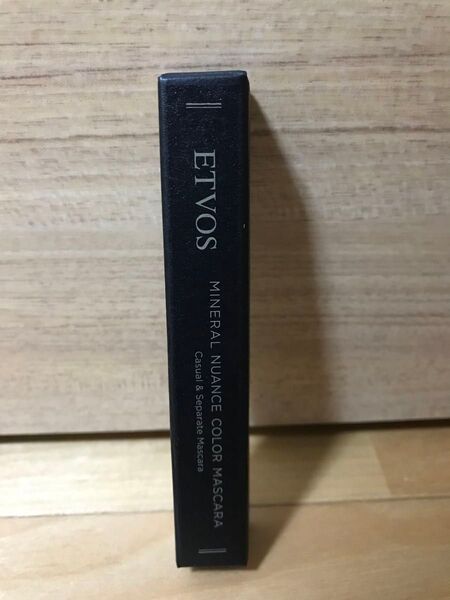 ETVOS
MINERAL NUANCE COLOR MASCARA
Casual & Separate Mascara